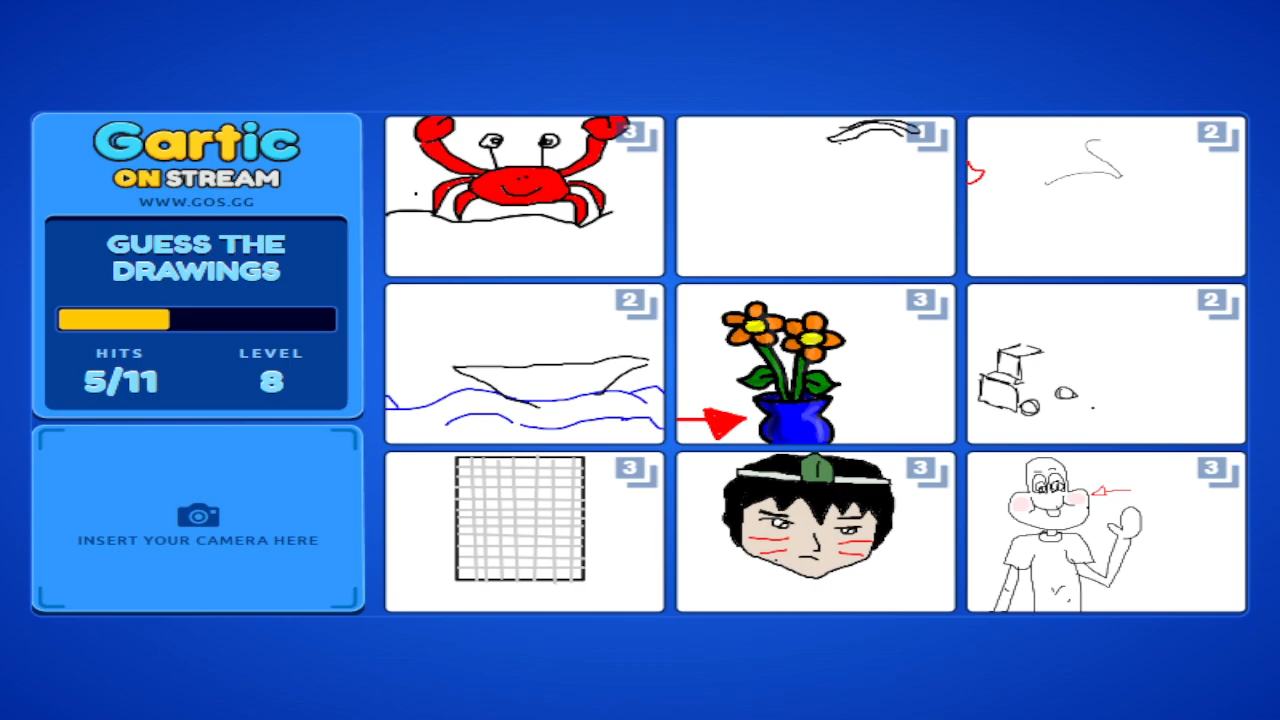 Gartic
ON STREAM
WWW.GOS.GG
GUESS THE
DRAWINGS
HITS
LEVEL
5/11
8
INSERT YOUR CAMERA HERE
3
1
2
2
3
2
3
3
3